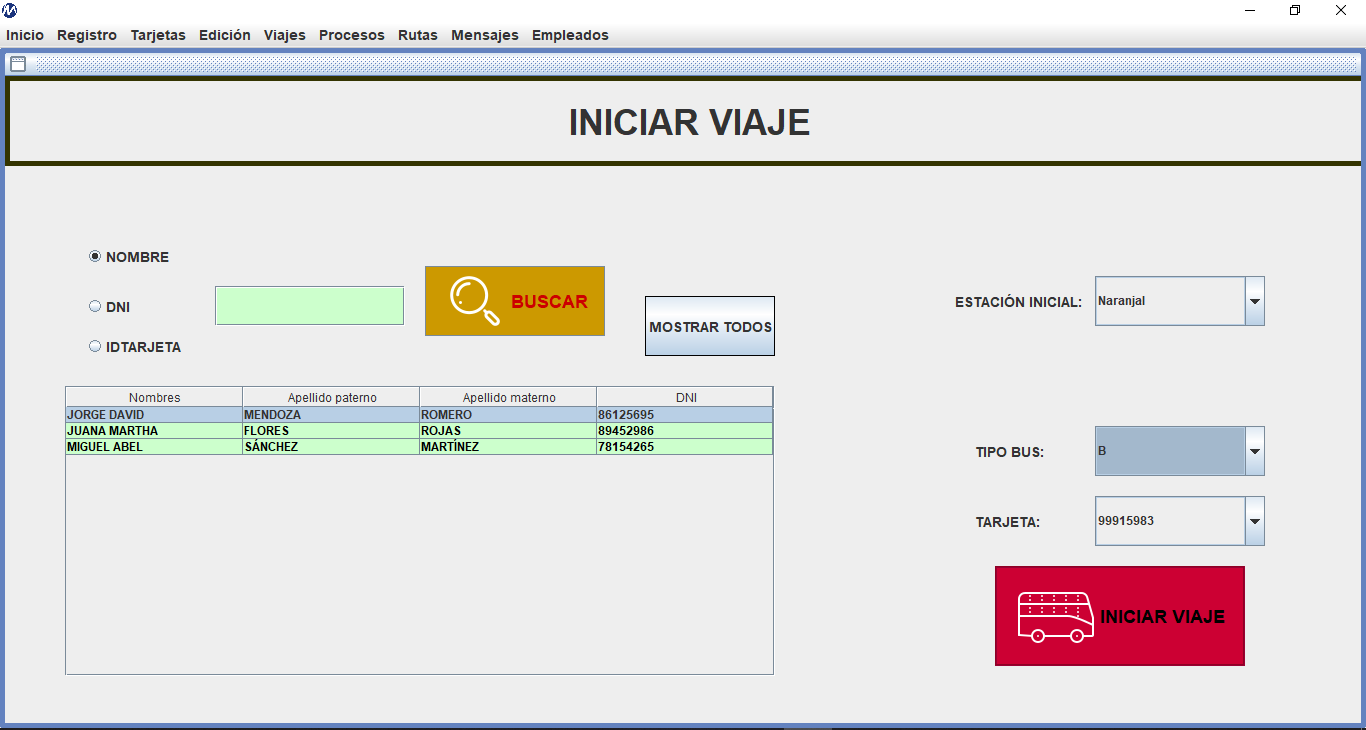 Inicio Registro Tarjetas Edición Viajes Procesos Rutas Mensajes Empleados
INICIAR VIAJE
NOMBRE
DNI
IDTARJETA
BUSCAR
MOSTRAR TODOS
ESTACIÓN INICIAL: Naranjal
Nombres Apellido paterno Apellido materno DNI
JORGE DAVID MENDOZA ROMERO 86125695
JUANA MARTHA FLORES ROJAS 89452986
MIGUEL ABEL SÁNCHEZ MARTÍNEZ 78154265
TIPO BUS: B
TARJETA: 99915983
INICIAR VIAJE